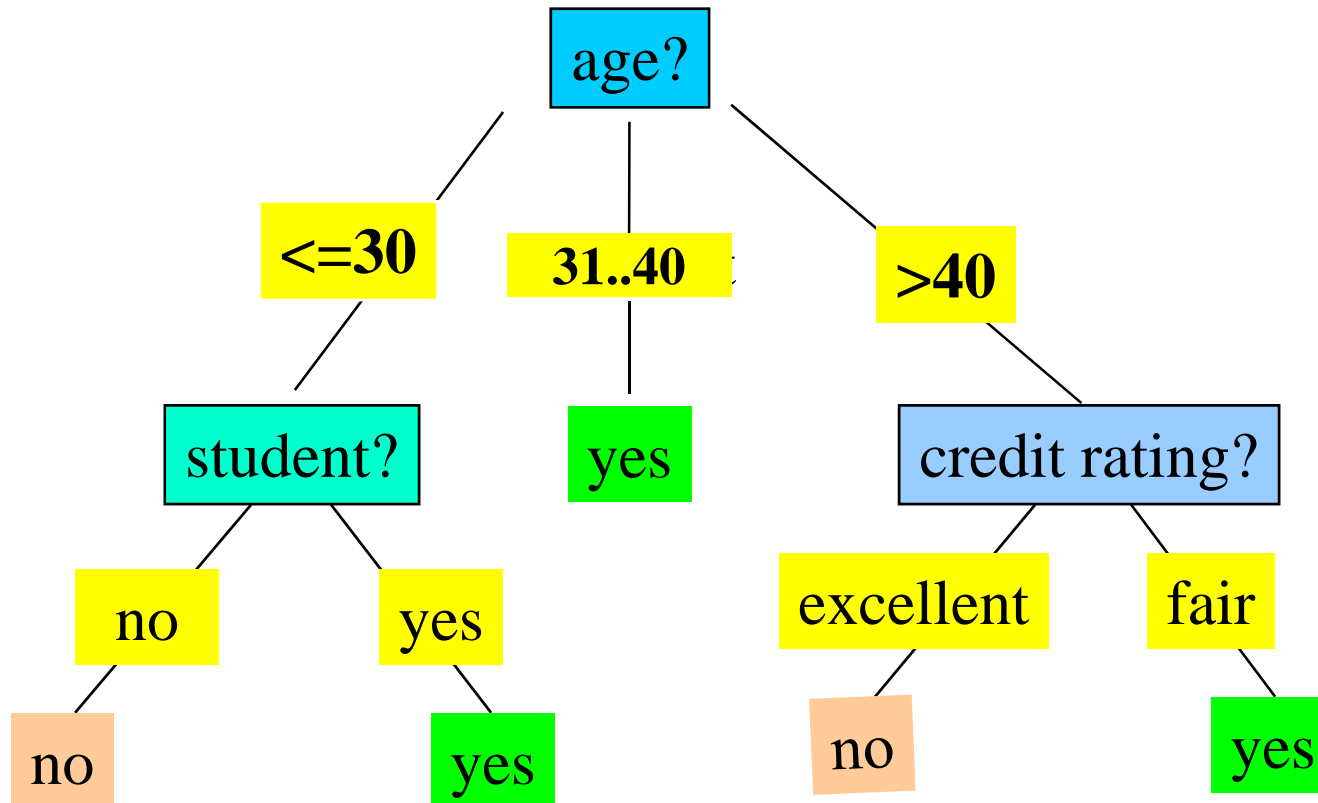 age?
<=30
31..40
>40
student?
yes
credit rating?
no
yes
excellent
fair
no
yes
no
yes